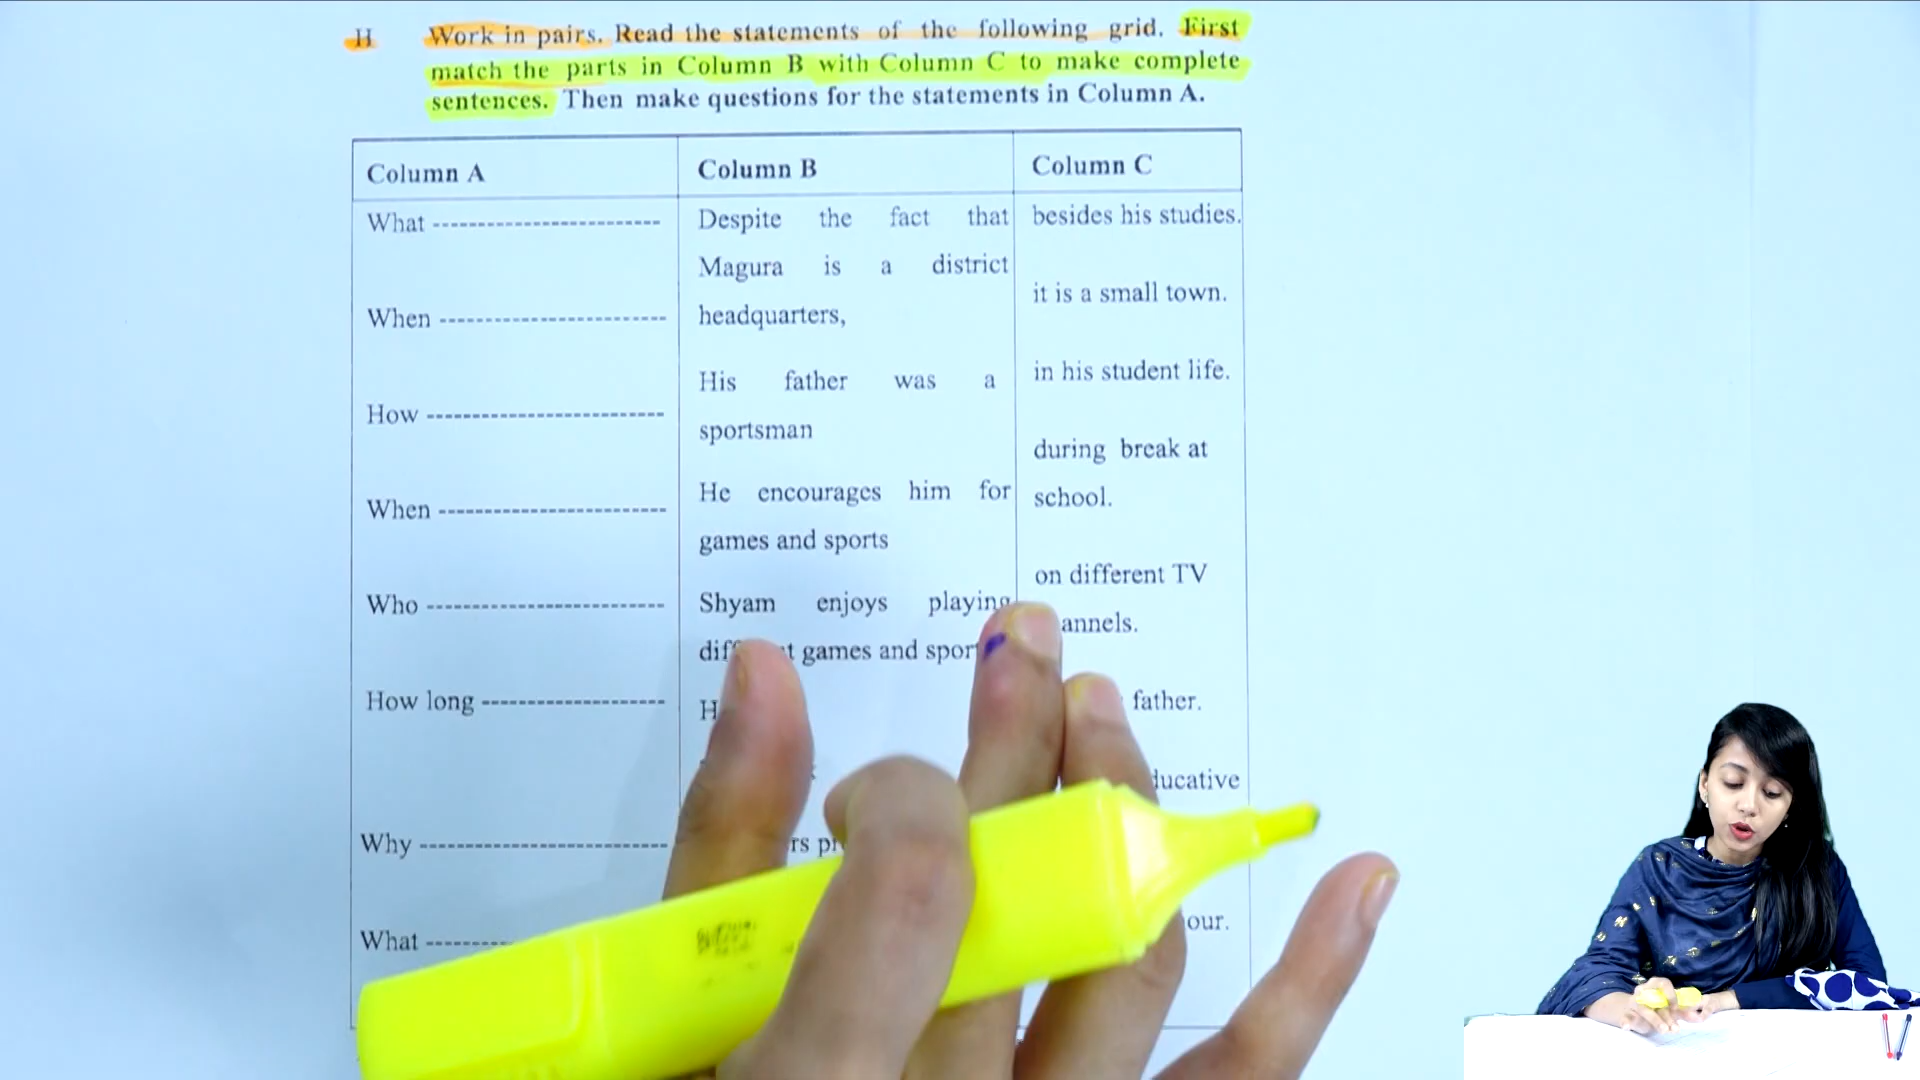 H Work in pairs. Read the statements of the following grid. First
match the parts in Column B with Column C to make complete
sentences. Then make questions for the statements in Column A.
Column A
What
When
How
When
Who
How long
Why
What
Column B
Despite the fact that
Magura is a district
headquarters,
His father was a
sportsman
He encourages him for
games and sports
Shyam enjoys playing
games and
Column C
besides his studies.
it is a small town.
in his student life.
during break at
school.
on different TV
father.